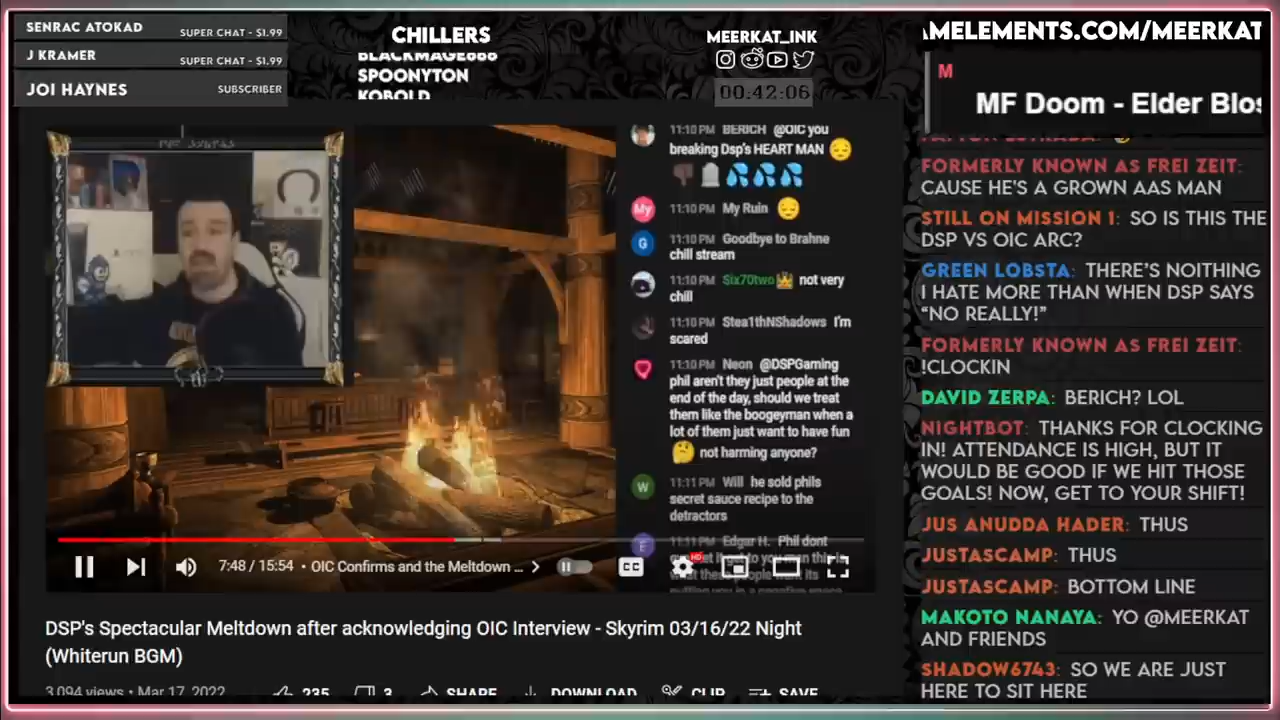 SENRAC ATOKAD SUPER CHAT - $1.99
J KRAMER SUPER CHAT - $1.99
JOI HAYNES SUBSCRIBER
CHILLERS
BLACKMAGE888
SPOONYTON
KOBOLD
MEERKAT_INK
00:42:06
MELEMENTS.COM/MEERKAT
M
MF Doom - Elder Blos
11:10 PM BERICH @OIC you
breaking Dsp's HEART MAN 😔
👎🏿 🪦 💦 💦 💦
My 11:10 PM My Ruin 😔
G 11:10 PM Goodbye to Brahne
chill stream
11:10 PM Six70two 👑 not very
chill
11:10 PM Stea1thNShadows I'm
scared
11:10 PM Neon @DSPGaming
phil aren't they just people at the
end of the day, should we treat
them like the boogeyman when a
lot of them just want to have fun
🤔 not harming anyone?
W 11:11 PM Will he sold phils
secret sauce recipe to the
detractors
E 11:11 PM Edgar H. Phil dont
7:48 / 15:54 • OIC Confirms and the Meltdown ... >
CC
HD
DSP's Spectacular Meltdown after acknowledging OIC Interview - Skyrim 03/16/22 Night
(Whiterun BGM)
3,094 views • Mar 17, 2022 235 3 SHARE DOWNLOAD CLIP SAVE
FORMERLY KNOWN AS FREI ZEIT:
CAUSE HE'S A GROWN AAS MAN
STILL ON MISSION 1: SO IS THIS THE
DSP VS OIC ARC?
GREEN LOBSTA: THERE'S NOITHING
I HATE MORE THAN WHEN DSP SAYS
"NO REALLY!"
FORMERLY KNOWN AS FREI ZEIT:
!CLOCKIN
DAVID ZERPA: BERICH? LOL
NIGHTBOT: THANKS FOR CLOCKING
IN! ATTENDANCE IS HIGH, BUT IT
WOULD BE GOOD IF WE HIT THOSE
GOALS! NOW, GET TO YOUR SHIFT!
JUS ANUDDA HADER: THUS
JUSTASCAMP: THUS
JUSTASCAMP: BOTTOM LINE
MAKOTO NANAYA: YO @MEERKAT
AND FRIENDS
SHADOW6743: SO WE ARE JUST
HERE TO SIT HERE